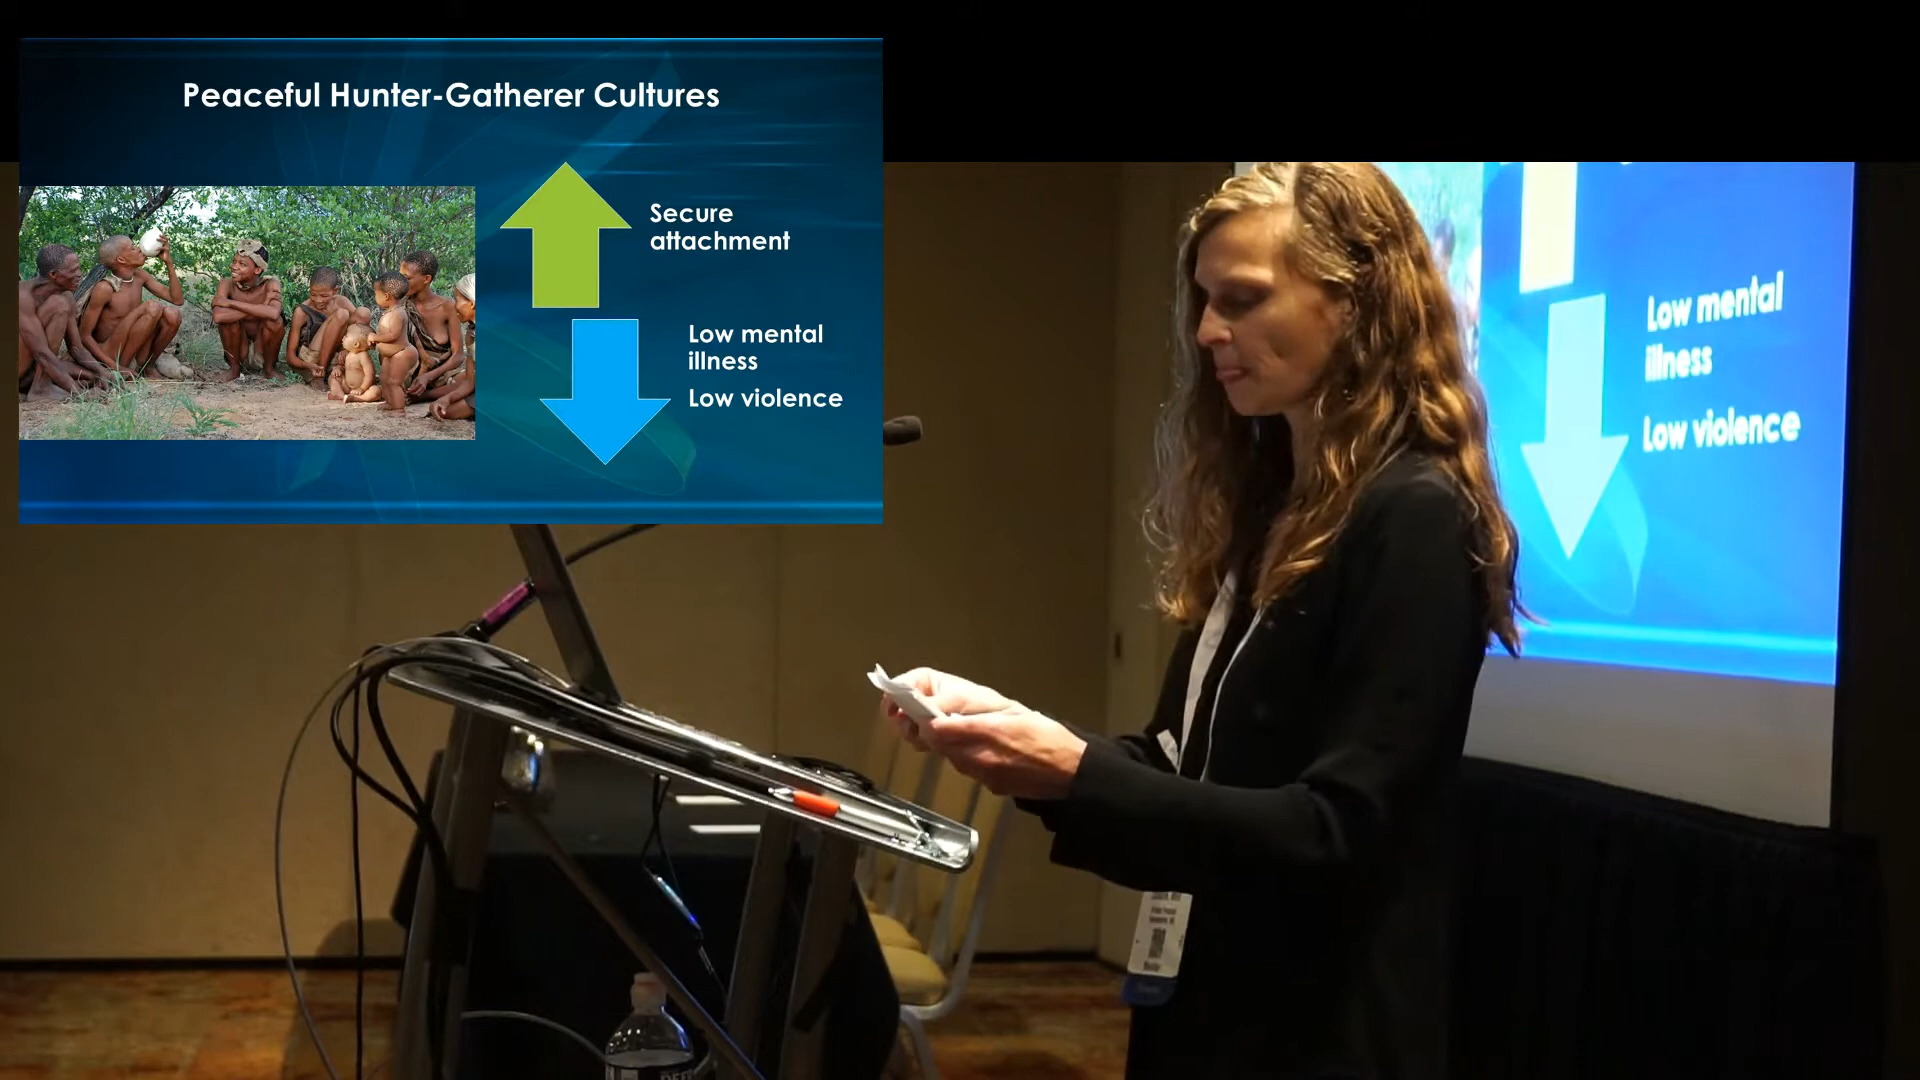 Peaceful Hunter-Gatherer Cultures
Secure
attachment
Low mental
illness
Low violence
Low mental
illness
Low violence